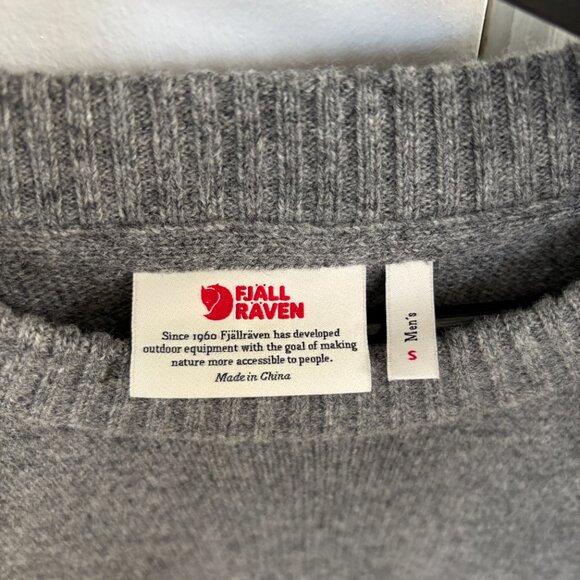 FJÄLL
RÄVEN
Since 1960 Fjällräven has developed
outdoor equipment with the goal of making
nature more accessible to people.
Made in China
Men's
S